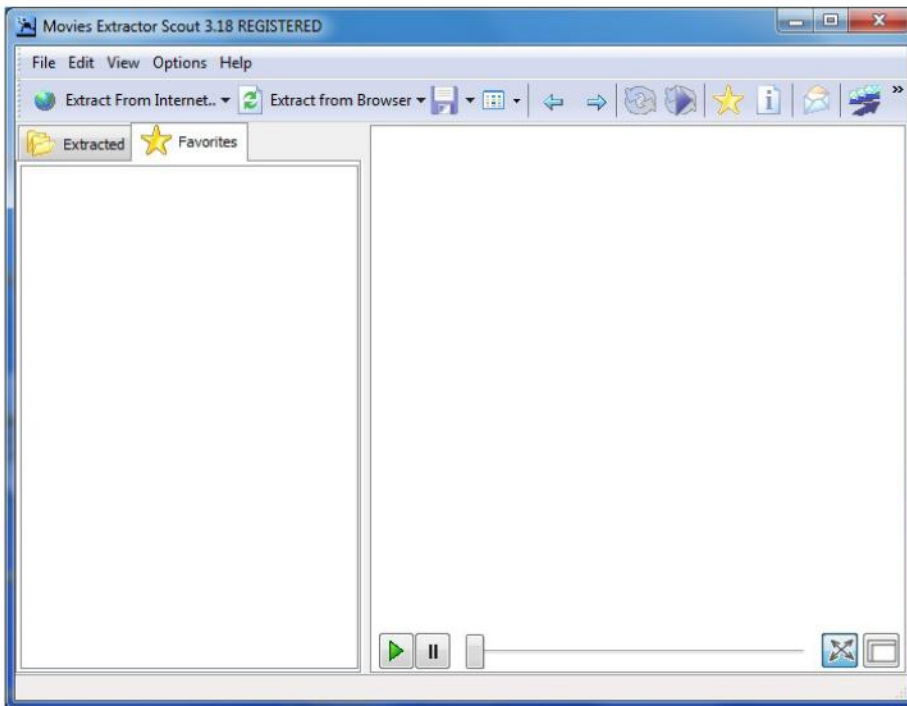 Movies Extractor Scout 3.18 REGISTERED
File Edit View Options Help
Extract From Internet.. Extract from Browser »
Extracted Favorites